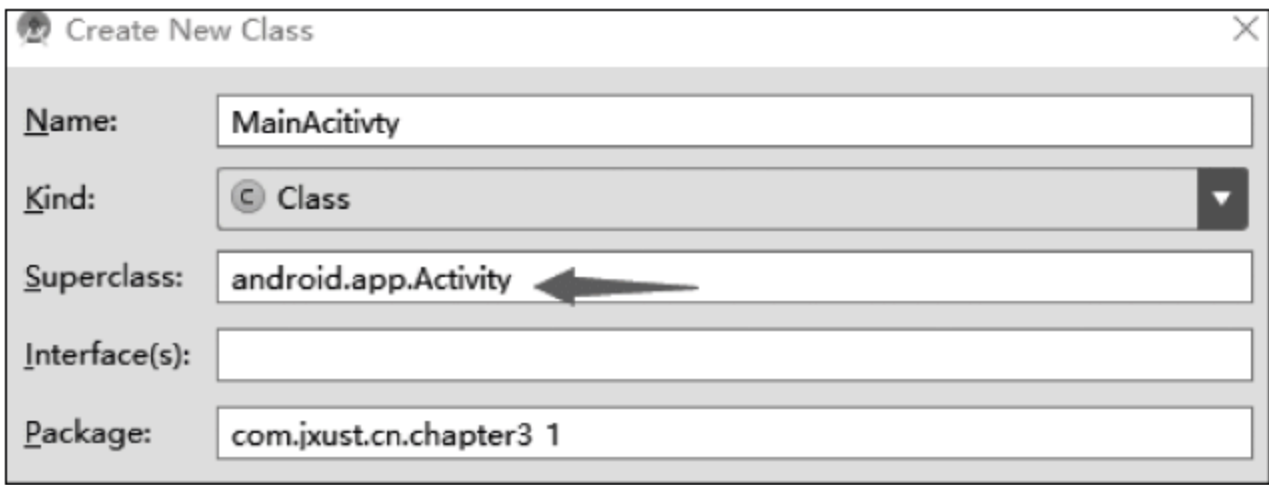 Create New Class
Name: MainAcitivty
Kind: C Class
Superclass: android.app.Activity
Interface(s):
Package: com.jxust.cn.chapter3 1